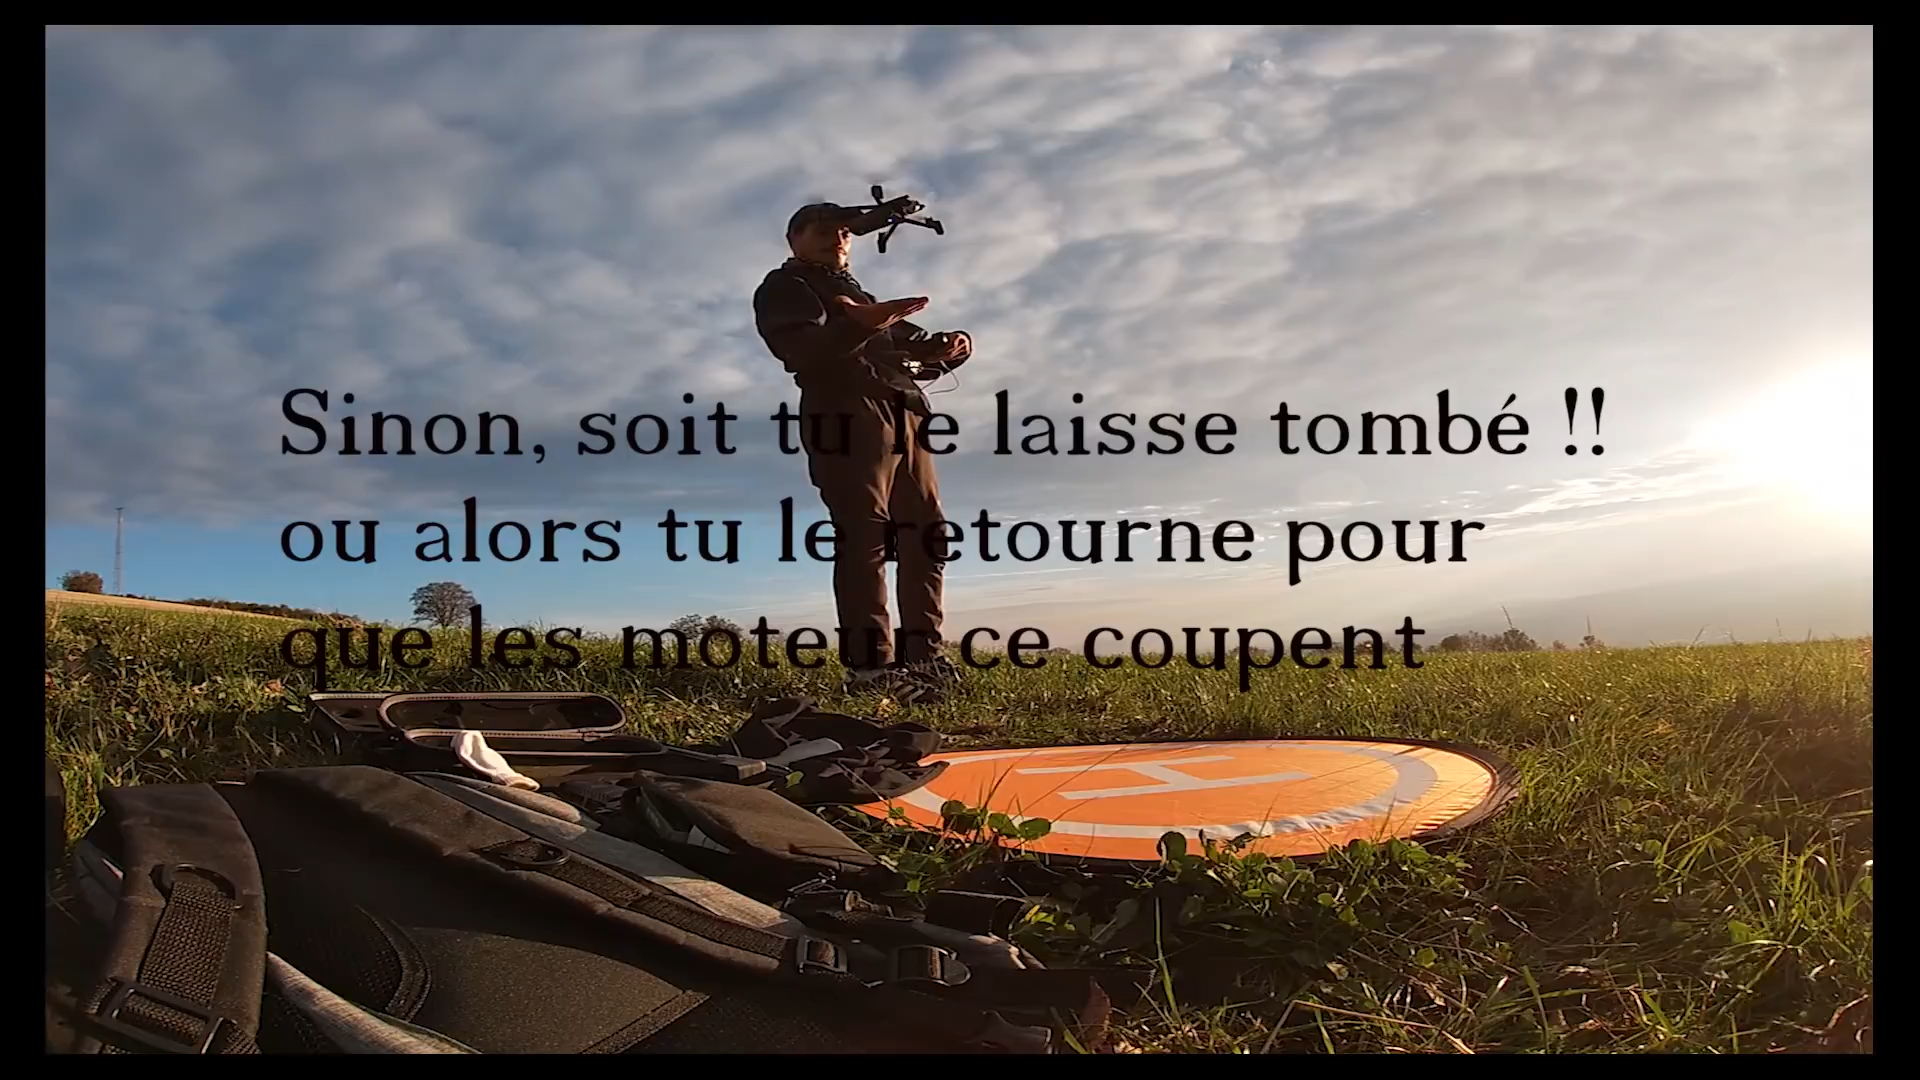 Sinon, soit tu le laisse tombé !!
ou alors tu le retourne pour
que les moteur ce coupent
H